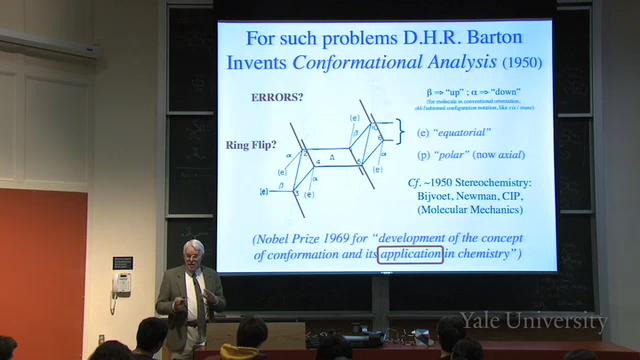 For such problems D.H.R. Barton
Invents Conformational Analysis (1950)
ERRORS?
β ⇒ "up" ; α ⇒ "down"
(for molecule in conventional orientation,
old-fashioned configuration notation, like cis / trans)
(e)
Ring Flip?
(e) "equatorial"
(p) "polar" (now axial)
Cf. ~1950 Stereochemistry:
Bijvoet, Newman, CIP,
(Molecular Mechanics)
(Nobel Prize 1969 for "development of the concept
of conformation and its application in chemistry")
Yale University